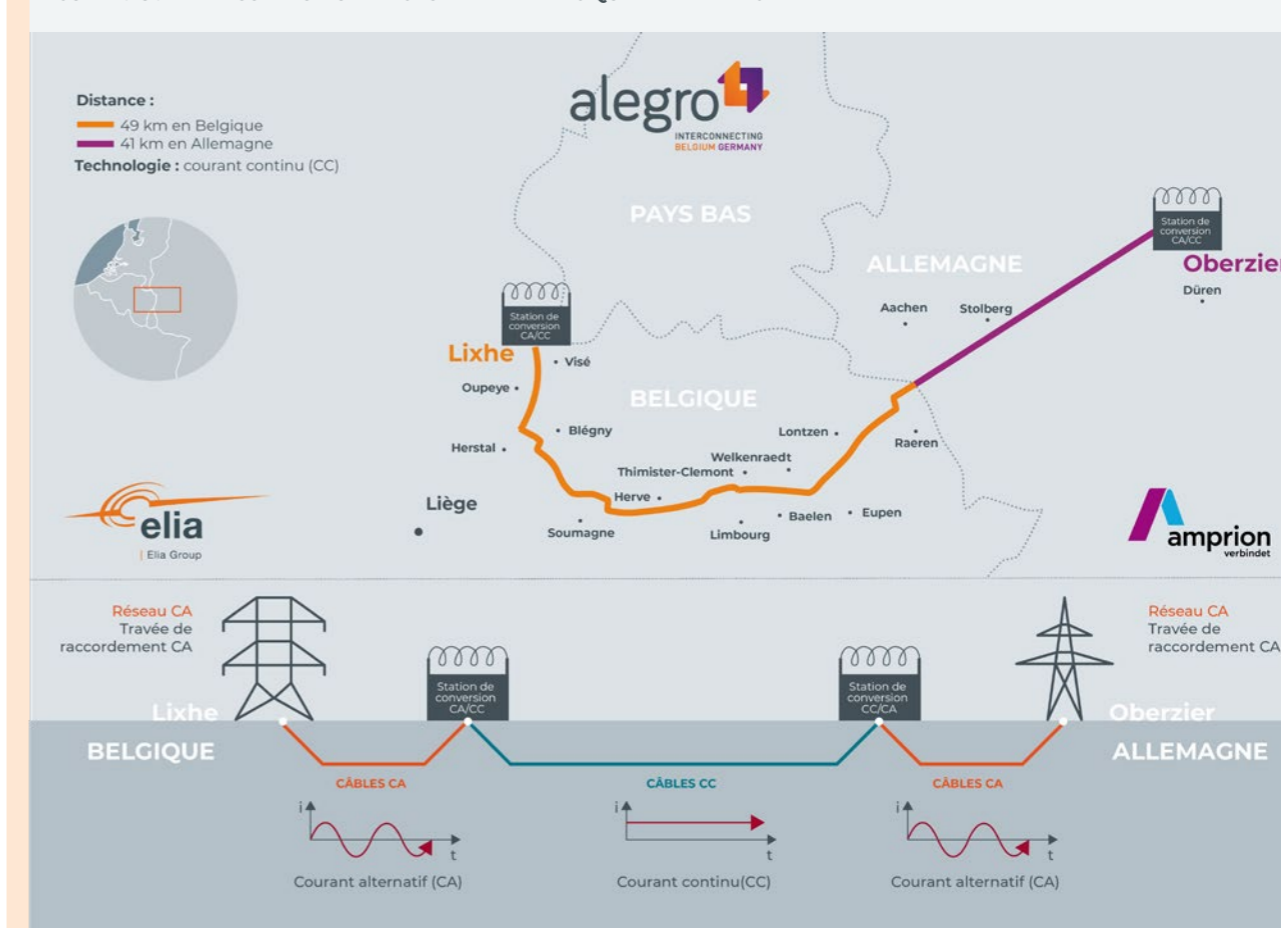 Distance :
49 km en Belgique
41 km en Allemagne
Technologie : courant continu (CC)
alegro
INTERCONNECTING
BELGIUM GERMANY
PAYS BAS
ALLEMAGNE
Station de
conversion
CA/CC
Oberzier
Düren
Aachen
Stolberg
Station de
conversion
CA/CC
Lixhe
Visé
Oupeye
BELGIQUE
Blégny
Herstal
Lontzen
Raeren
Welkenraedt
Thimister-Clemont
Herve
Liège
Soumagne
Limbourg
Baelen
Eupen
elia
Elia Group
amprion
verbindet
Réseau CA
Travée de
raccordement CA
Station de
conversion
CA/CC
Station de
conversion
CC/CA
Réseau CA
Travée de
raccordement CA
Lixhe
BELGIQUE
Oberzier
ALLEMAGNE
CÂBLES CA
CÂBLES CC
CÂBLES CA
i
t
i
t
i
t
Courant alternatif (CA)
Courant continu(CC)
Courant alternatif (CA)